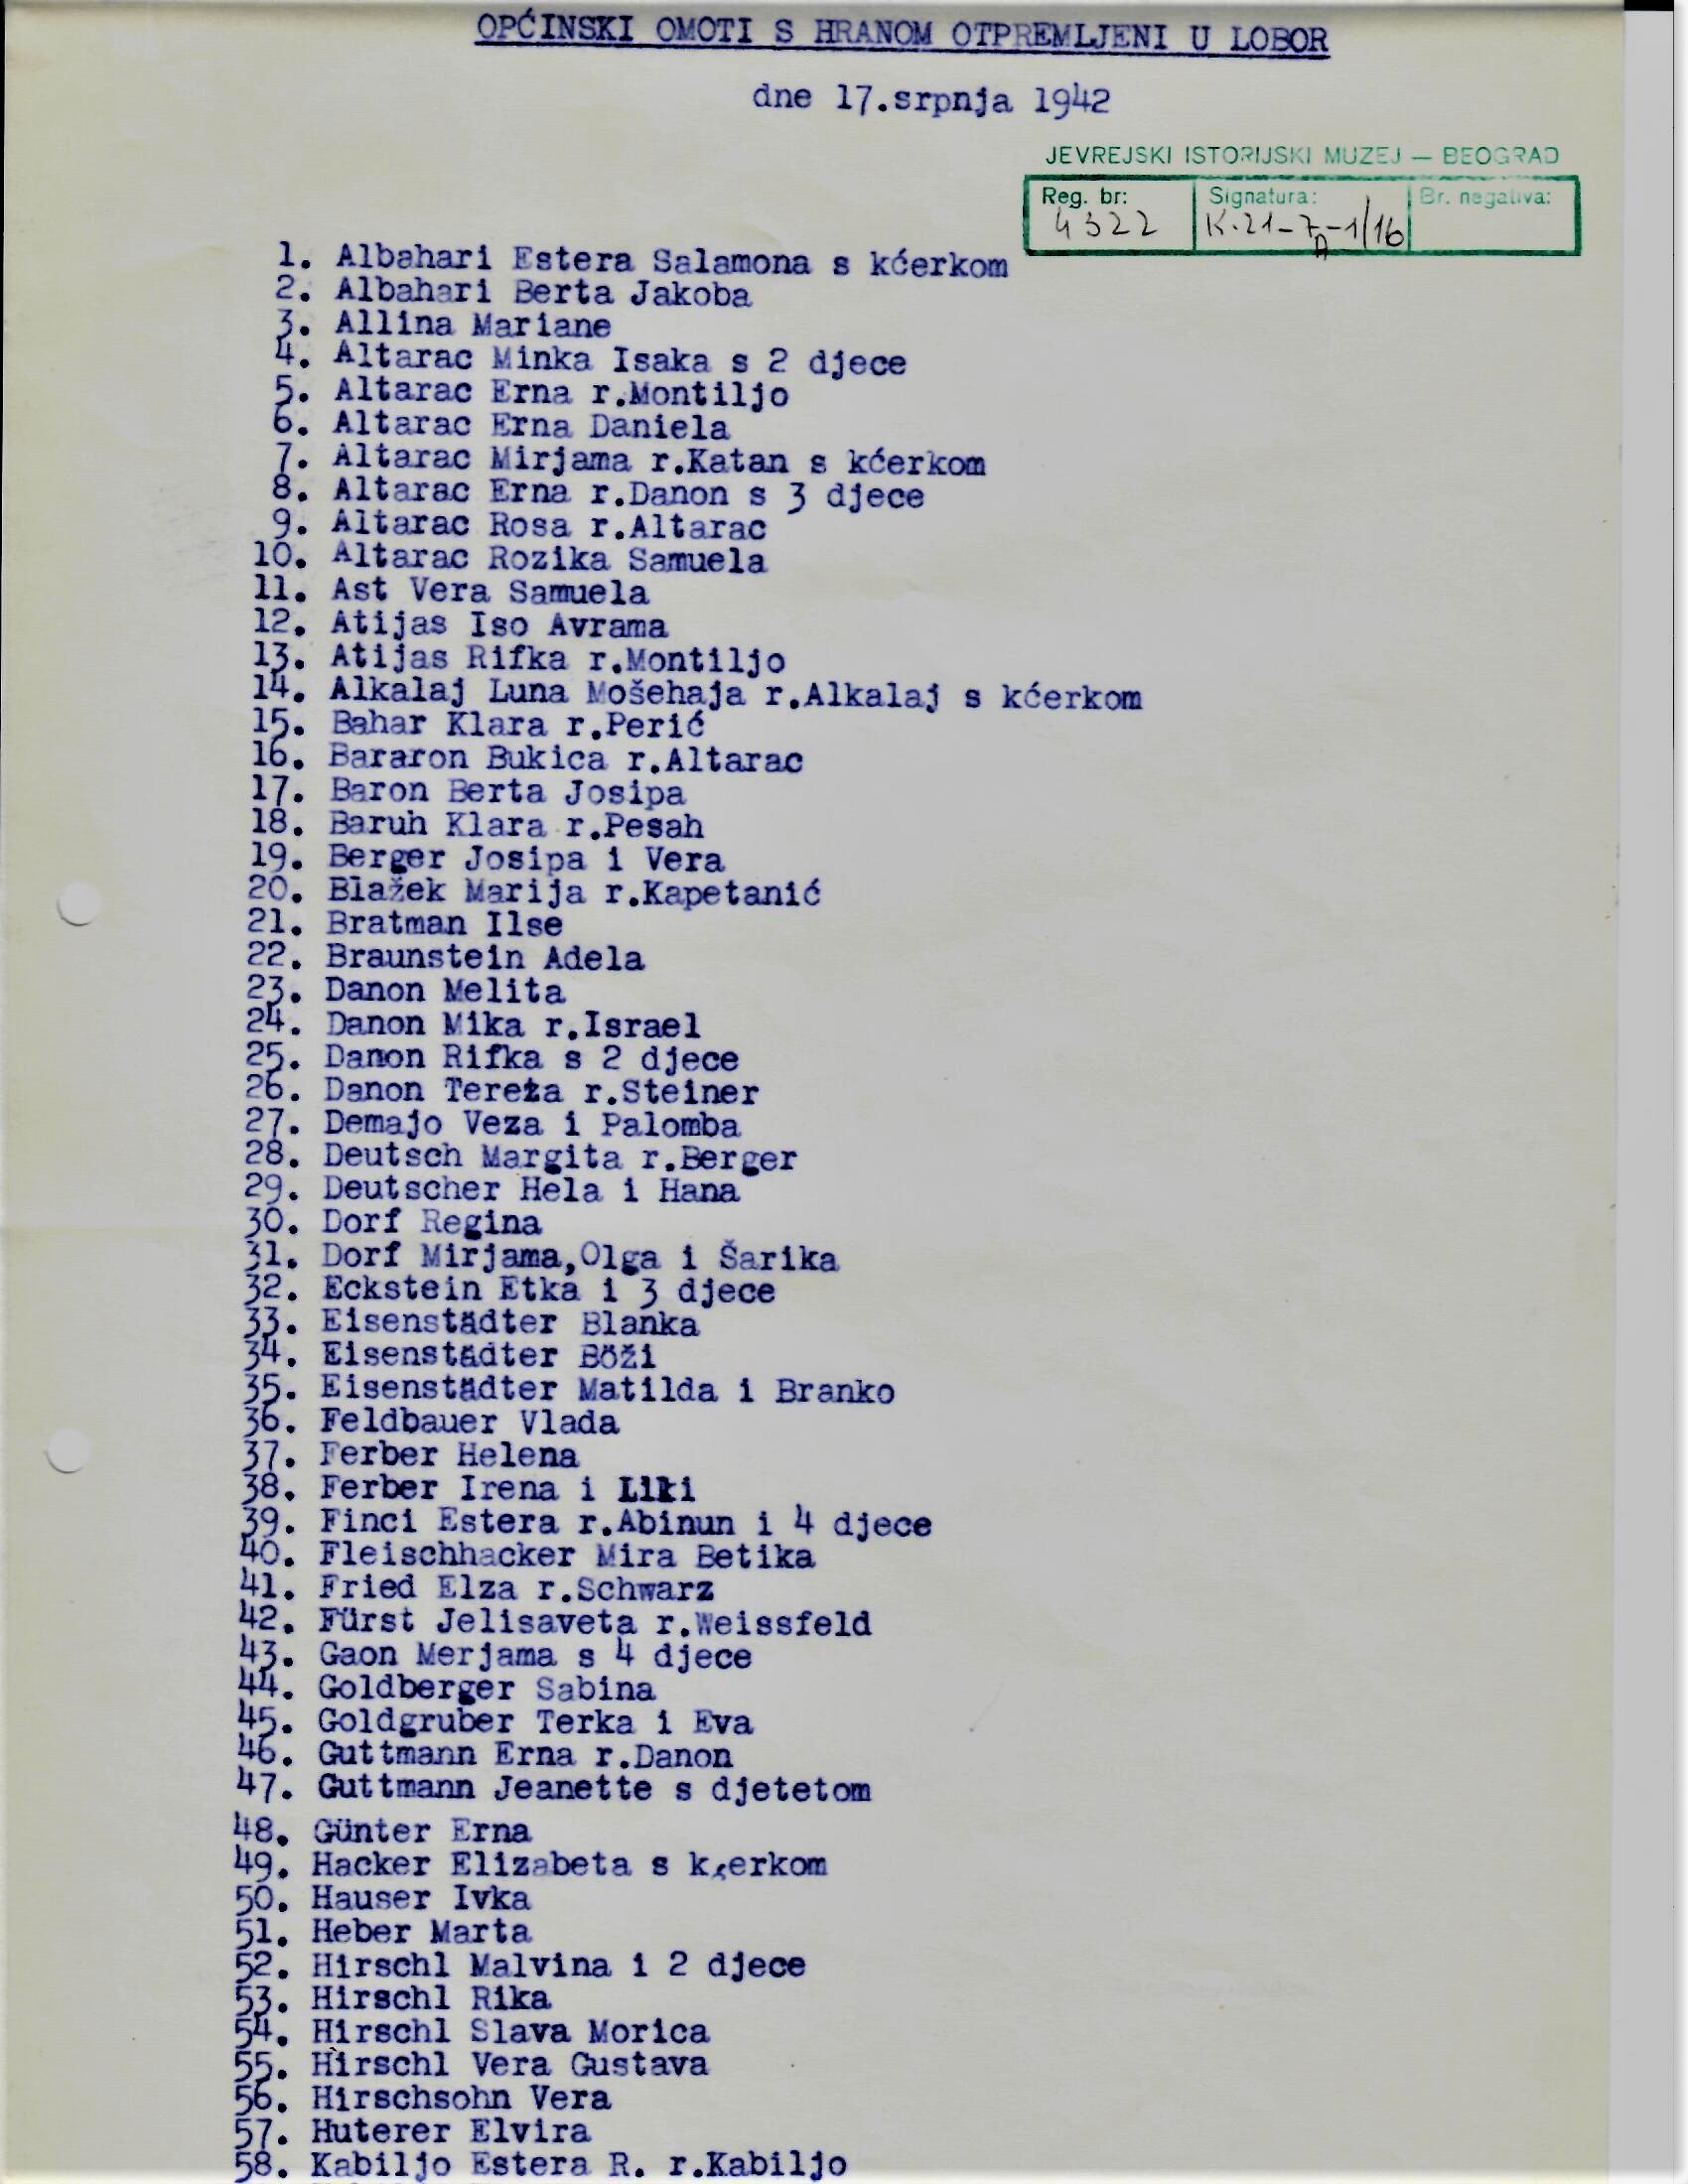 OPĆINSKI OMOTI S HRANOM OTPREMLJENI U LOBOR
dne 17.srpnja 1942
JEVREJSKI ISTORIJSKI MUZEJ — BEOGRAD
Reg. br: Signatura: Br. negativa:
4322 K.21-7A-1/16
1. Albahari Estera Salamona s kćerkom
2. Albahari Berta Jakoba
3. Allina Mariane
4. Altarac Minka Isaka s 2 djece
5. Altarac Erna r.Montiljo
6. Altarac Erna Daniela
7. Altarac Mirjama r.Katan s kćerkom
8. Altarac Erna r.Danon s 3 djece
9. Altarac Rosa r.Altarac
10. Altarac Rozika Samuela
11. Ast Vera Samuela
12. Atijas Iso Avrama
13. Atijas Rifka r.Montiljo
14. Alkalaj Luna Mošehaja r.Alkalaj s kćerkom
15. Bahar Klara r.Perić
16. Bararon Bukica r.Altarac
17. Baron Berta Josipa
18. Baruh Klara r.Pesah
19. Berger Josipa i Vera
20. Blažek Marija r.Kapetanić
21. Bratman Ilse
22. Braunstein Adela
23. Danon Melita
24. Danon Mika r.Israel
25. Danon Rifka s 2 djece
26. Danon Tereza r.Steiner
27. Demajo Veza i Palomba
28. Deutsch Margita r.Berger
29. Deutscher Hela i Hana
30. Dorf Regina
31. Dorf Mirjama,Olga i Šarika
32. Eckstein Etka i 3 djece
33. Eisenstädter Blanka
34. Eisenstädter Böži
35. Eisenstädter Matilda i Branko
36. Feldbauer Vlada
37. Ferber Helena
38. Ferber Irena i
39. Finci Estera r.Abinun i 4 djece
40. Fleischhacker Mira Betika
41. Fried Elza r.Schwarz
42. Fürst Jelisaveta r.Weissfeld
43. Gaon Merjama s 4 djece
44. Goldberger Sabina
45. Goldgruber Terka i Eva
46. Guttmann Erna r.Danon
47. Guttmann Jeanette s djetetom
48. Günter Erna
49. Hacker Elizabeta s kćerkom
50. Hauser Ivka
51. Heber Marta
52. Hirschl Malvina i 2 djece
53. Hirschl Rika
54. Hirschl Slava Morica
55. Hirschl Vera Gustava
56. Hirschsohn Vera
57. Huterer Elvira
58. Kabiljo Estera R. r.Kabiljo